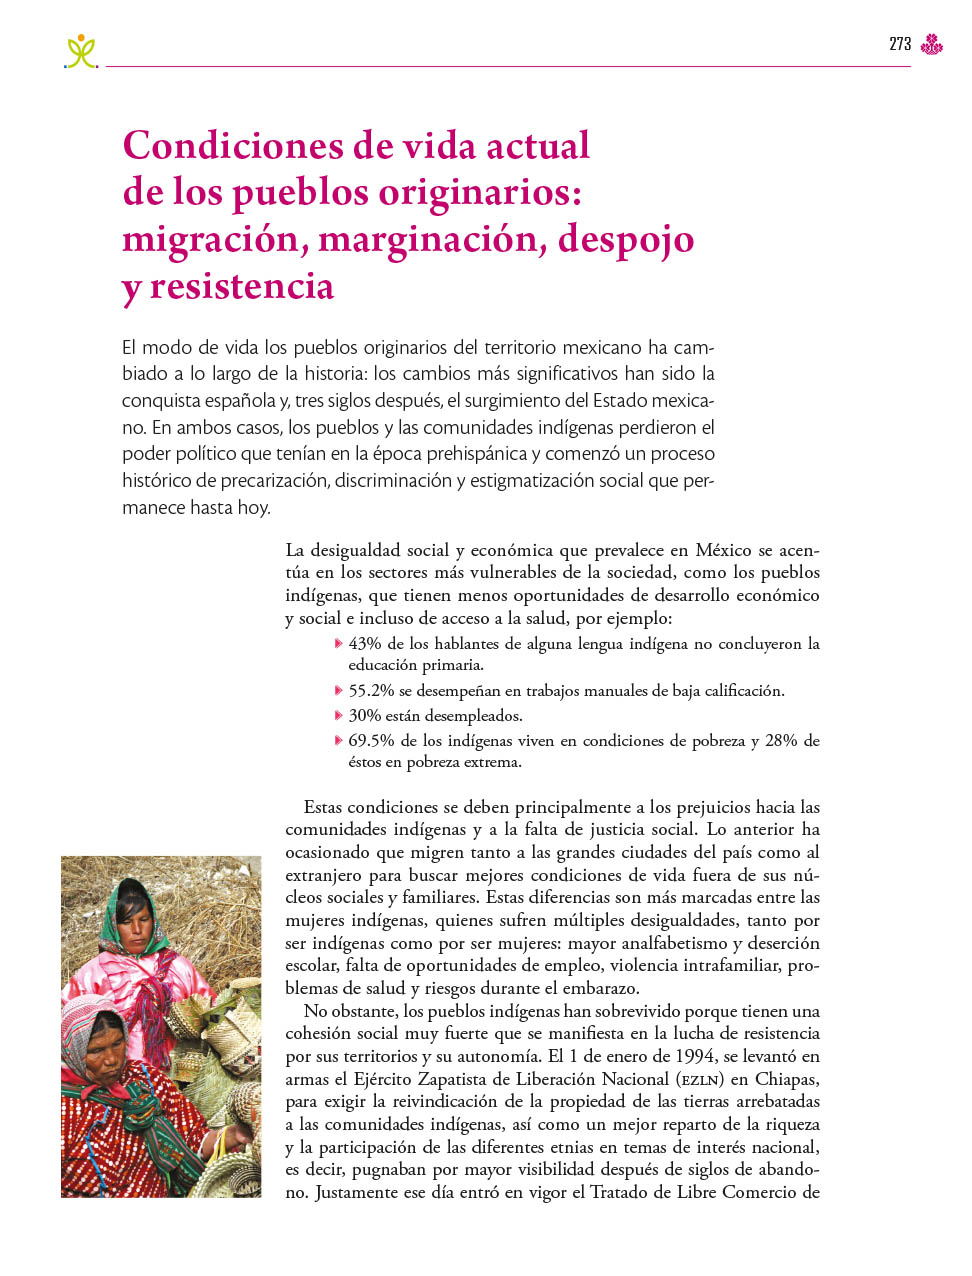 273
Condiciones de vida actual
de los pueblos originarios:
migración, marginación, despojo
y resistencia
El modo de vida los pueblos originarios del territorio mexicano ha cam-
biado a lo largo de la historia: los cambios más significativos han sido la
conquista española y, tres siglos después, el surgimiento del Estado mexica-
no. En ambos casos, los pueblos y las comunidades indígenas perdieron el
poder político que tenían en la época prehispánica y comenzó un proceso
histórico de precarización, discriminación y estigmatización social que per-
manece hasta hoy.
La desigualdad social y económica que prevalece en México se acen-
túa en los sectores más vulnerables de la sociedad, como los pueblos
indígenas, que tienen menos oportunidades de desarrollo económico
y social e incluso de acceso a la salud, por ejemplo:
43% de los hablantes de alguna lengua indígena no concluyeron la
educación primaria.
55.2% se desempeñan en trabajos manuales de baja calificación.
30% están desempleados.
69.5% de los indígenas viven en condiciones de pobreza y 28% de
éstos en pobreza extrema.
Estas condiciones se deben principalmente a los prejuicios hacia las
comunidades indígenas y a la falta de justicia social. Lo anterior ha
ocasionado que migren tanto a las grandes ciudades del país como al
extranjero para buscar mejores condiciones de vida fuera de sus nú-
cleos sociales y familiares. Estas diferencias son más marcadas entre las
mujeres indígenas, quienes sufren múltiples desigualdades, tanto por
ser indígenas como por ser mujeres: mayor analfabetismo y deserción
escolar, falta de oportunidades de empleo, violencia intrafamiliar, pro-
blemas de salud y riesgos durante el embarazo.
No obstante, los pueblos indígenas han sobrevivido porque tienen una
cohesión social muy fuerte que se manifiesta en la lucha de resistencia
por sus territorios y su autonomía. El 1 de enero de 1994, se levantó en
armas el Ejército Zapatista de Liberación Nacional (EZLN) en Chiapas,
para exigir la reivindicación de la propiedad de las tierras arrebatadas
a las comunidades indígenas, así como un mejor reparto de la riqueza
y la participación de las diferentes etnias en temas de interés nacional,
es decir, pugnaban por mayor visibilidad después de siglos de abando-
no. Justamente ese día entró en vigor el Tratado de Libre Comercio de